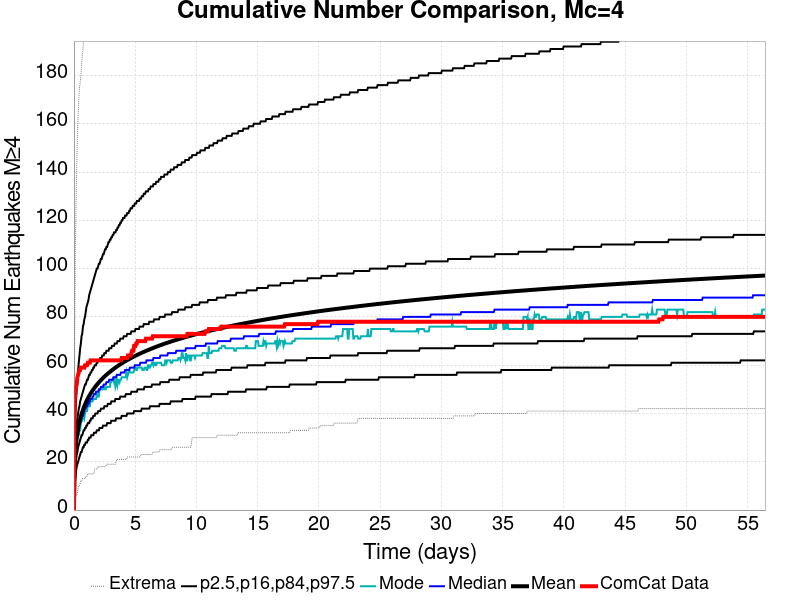 Cumulative Number Comparison, Mc=4
Cumulative Num Earthquakes M≥4
180
160
140
120
100
80
60
40
20
0
0 5 10 15 20 25 30 35 40 45 50 55
Time (days)
Extrema p2.5,p16,p84,p97.5 Mode Median Mean ComCat Data